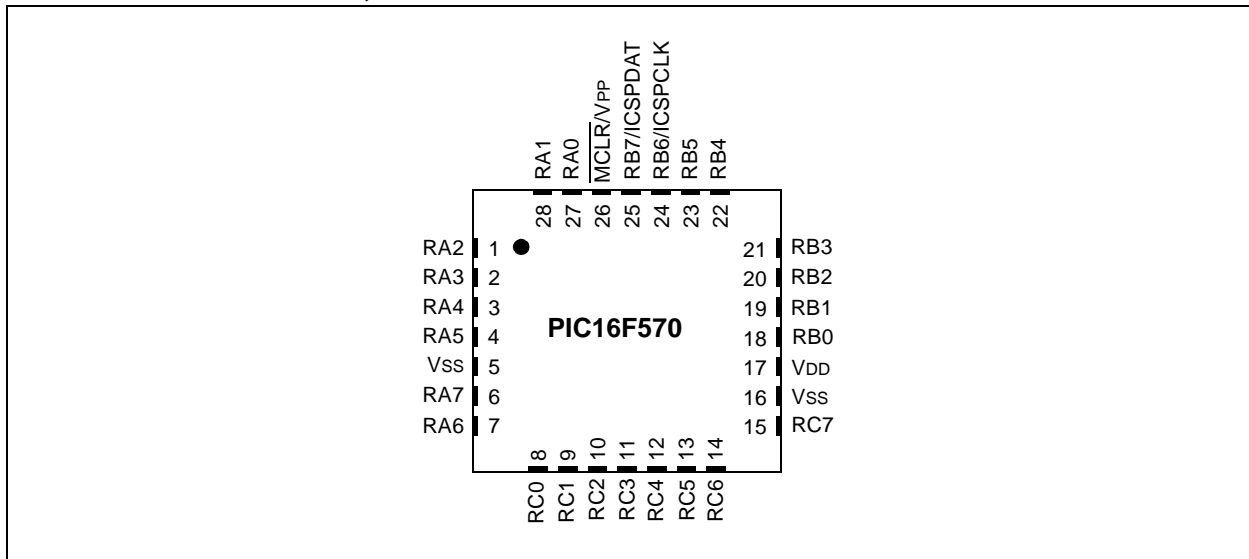 RA1
RA0
MCLR/VPP
RB7/ICSPDAT
RB6/ICSPCLK
RB5
RB4
28
27
26
25
24
23
22
RA2 1
RA3 2
RA4 3
RA5 4
VSS 5
RA7 6
RA6 7
PIC16F570
21 RB3
20 RB2
19 RB1
18 RB0
17 VDD
16 VSS
15 RC7
8
9
10
11
12
13
14
RC0
RC1
RC2
RC3
RC4
RC5
RC6